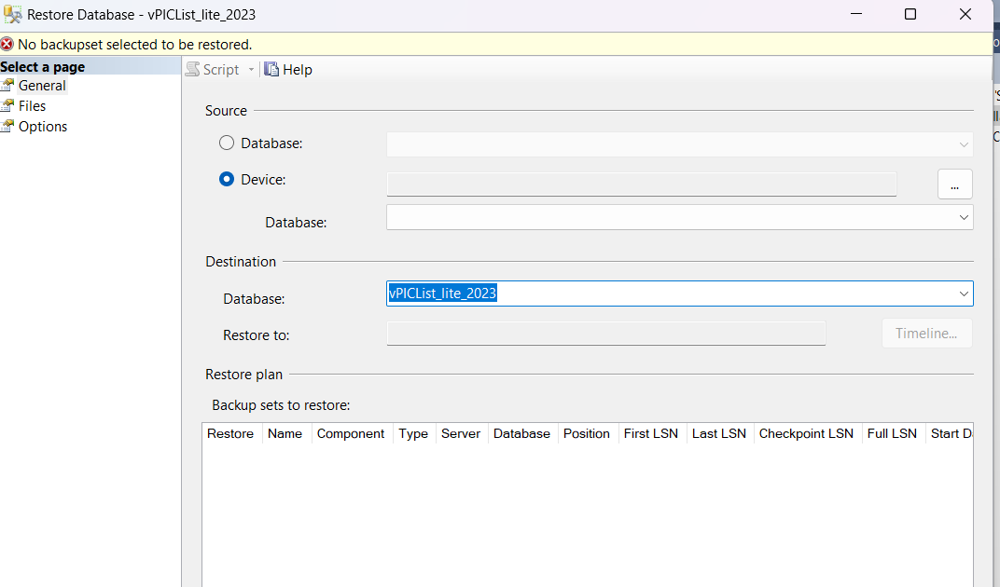 Restore Database - vPICList_lite_2023
No backupset selected to be restored.
Select a page
General
Files
Options
Script
Help
Source
Database:
Device:
...
Database:
Destination
Database:
vPICList_lite_2023
Restore to:
Timeline...
Restore plan
Backup sets to restore:
Restore Name Component Type Server Database Position First LSN Last LSN Checkpoint LSN Full LSN Start D